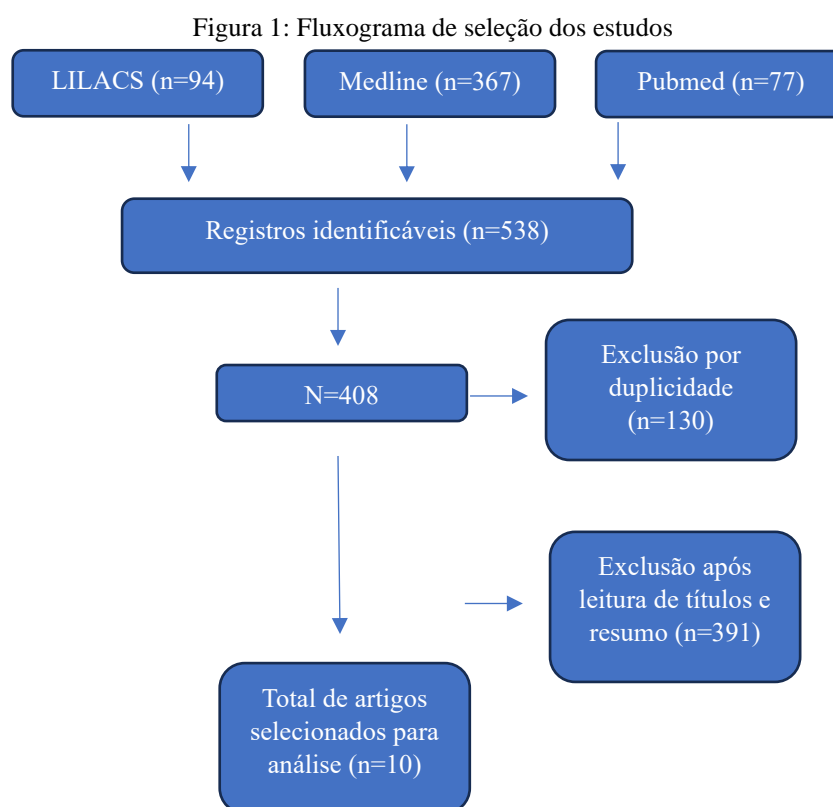 Figura 1: Fluxograma de seleção dos estudos
LILACS (n=94)
Medline (n=367)
Pubmed (n=77)
Registros identificáveis (n=538)
N=408
Exclusão por
duplicidade
(n=130)
Exclusão após
leitura de títulos e
resumo (n=391)
Total de artigos
selecionados para
análise (n=10)